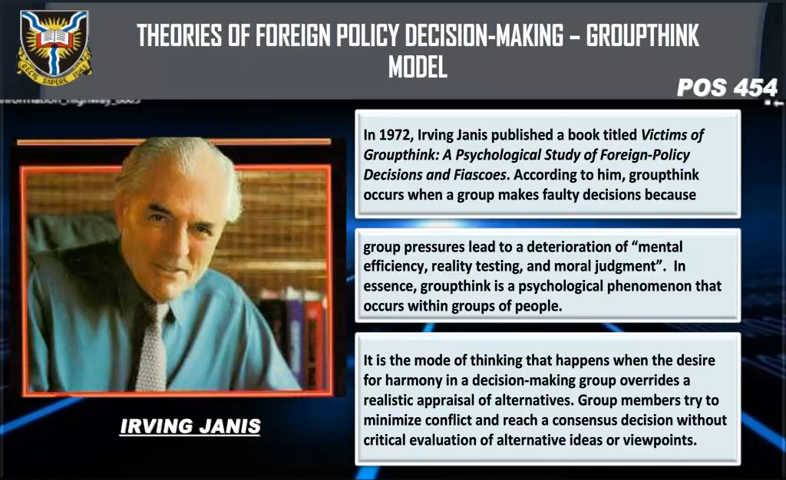 THEORIES OF FOREIGN POLICY DECISION-MAKING – GROUPTHINK
MODEL
POS 454
RECTE SAPERE FONS
In 1972, Irving Janis published a book titled Victims of
Groupthink: A Psychological Study of Foreign-Policy
Decisions and Fiascoes. According to him, groupthink
occurs when a group makes faulty decisions because
group pressures lead to a deterioration of “mental
efficiency, reality testing, and moral judgment”. In
essence, groupthink is a psychological phenomenon that
occurs within groups of people.
It is the mode of thinking that happens when the desire
for harmony in a decision-making group overrides a
realistic appraisal of alternatives. Group members try to
minimize conflict and reach a consensus decision without
critical evaluation of alternative ideas or viewpoints.
IRVING JANIS